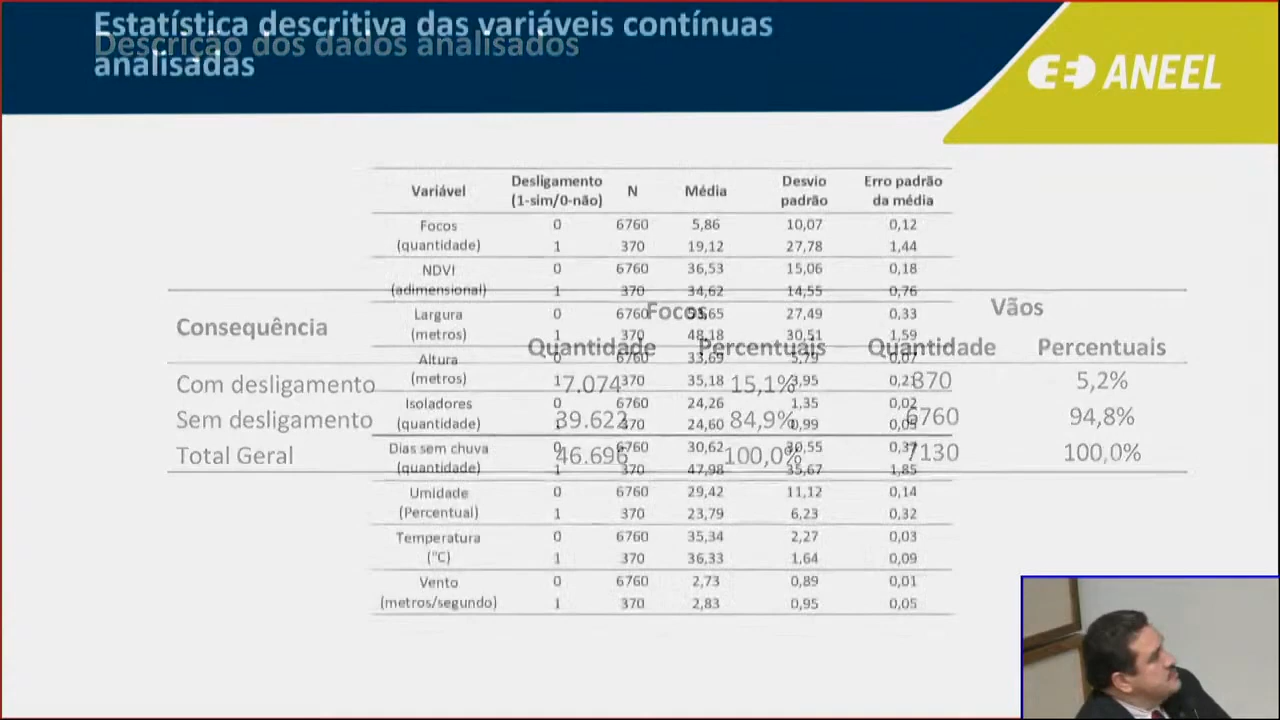 Estatística descritiva das variáveis contínuas
analisadas
Descrição dos dados analisados
ANEEL
Variável Desligamento (1-sim/0-não) N Média Desvio padrão Erro padrão da média
Focos 0 6760 5,86 10,07 0,12
(quantidade) 1 370 19,12 27,78 1,44
NDVI 0 6760 36,53 15,06 0,18
(adimensional) 1 370 34,62 14,55 0,76
Largura 0 6760 27,49 0,33
(metros) 1 370 48,18 30,51 1,59
Altura 0 6760 33,69 5,79 0,07
(metros) 1 370 35,18 3,95 0,21
Isoladores 0 6760 24,26 1,35 0,02
(quantidade) 1 370 24,60 0,99 0,05
Dias sem chuva 0 6760 30,62 30,55 0,37
(quantidade) 1 370 47,98 35,67 1,85
Umidade 0 6760 29,42 11,12 0,14
(Percentual) 1 370 23,79 6,23 0,32
Temperatura 0 6760 35,34 2,27 0,03
(°C) 1 370 36,33 1,64 0,09
Vento 0 6760 2,73 0,89 0,01
(metros/segundo) 1 370 2,83 0,95 0,05
Consequência Focos Vãos
Quantidade Percentuais Quantidade Percentuais
Com desligamento 7.074 15,1% 370 5,2%
Sem desligamento 39.622 84,9% 6760 94,8%
Total Geral 46.696 100,0% 7130 100,0%